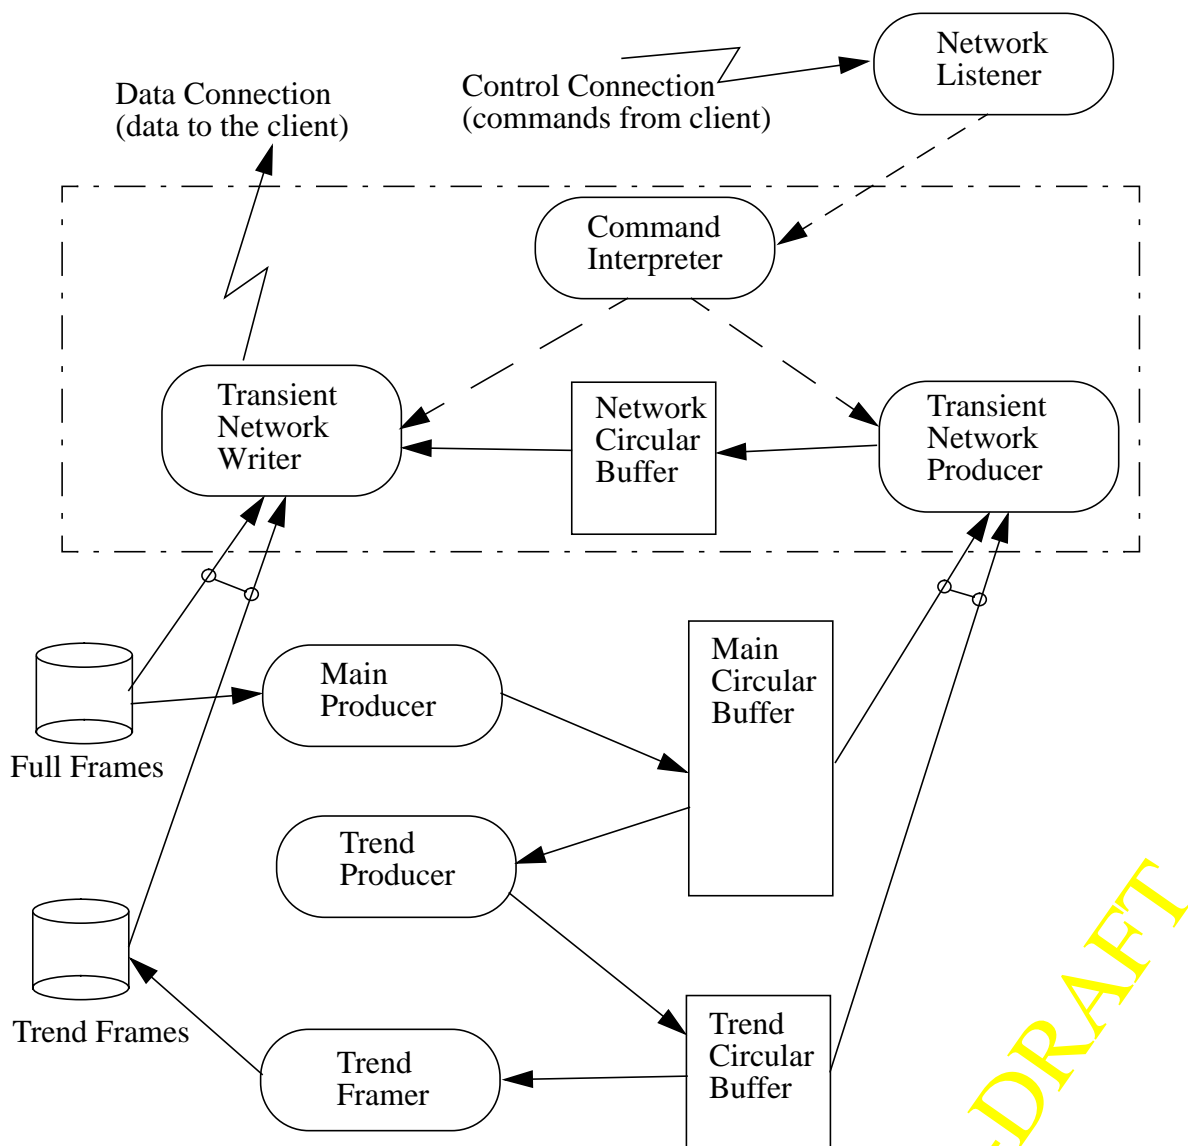 Network
Listener
Data Connection
(data to the client)
Control Connection
(commands from client)
Command
Interpreter
Transient
Network
Writer
Network
Circular
Buffer
Transient
Network
Producer
Main
Producer
Main
Circular
Buffer
Full Frames
Trend
Producer
Trend Frames
Trend
Framer
Trend
Circular
Buffer
-DRAFT